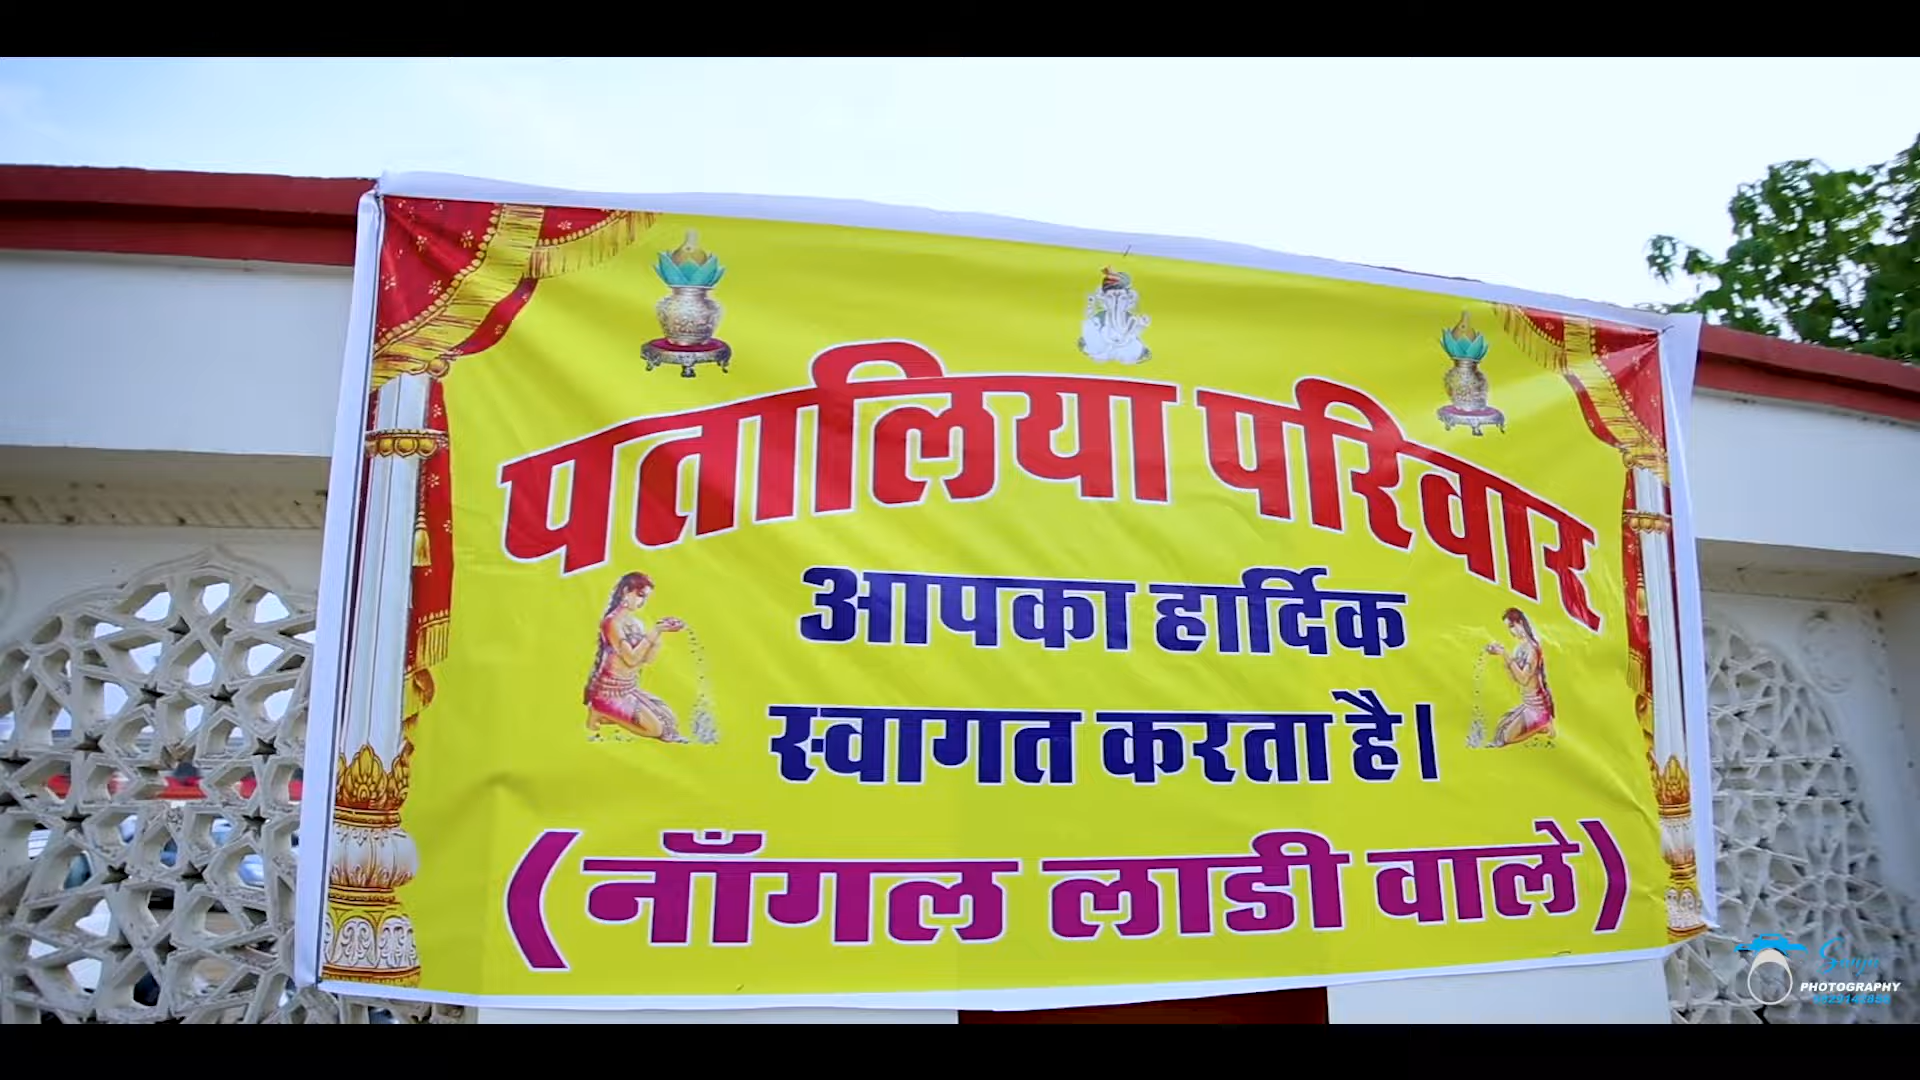 पतालिया परिवार
आपका हार्दिक
स्वागत करता है।
(नाँगल लाडी वाले)
PHOTOGRAPHY